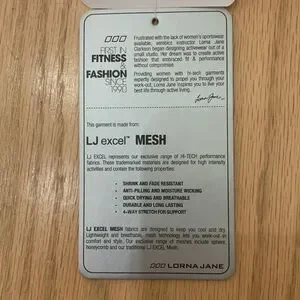 FIRST IN
FITNESS
&
FASHION
SINCE
1990
Frustrated with the lack of women's sportswear
available, aerobics instructor Lorna Jane
Clarkson began designing activewear out of a
small studio. Her dream was to create active
fashion that embraced fit & performance
without compromise.
Providing women with hi-tech garments
expertly designed to propel you through your
work-out, Lorna Jane inspires you to live your
best life through active living.
This garment is made from:
LJ excel™ MESH
LJ EXCEL represents our exclusive range of HI-TECH performance
fabrics. These trademarked materials are designed for high intensity
activities and contain the following properties:
- SHRINK AND FADE RESISTANT
- ANTI-PILLING AND MOISTURE WICKING
- QUICK DRYING AND BREATHABLE
- DURABLE AND LONG LASTING
- 4-WAY STRETCH FOR SUPPORT
LJ EXCEL MESH fabrics are designed to keep you cool and dry.
Lightweight and breathable, mesh technology lets you work-out in
comfort and style. Our exclusive range of meshes include sphere,
honeycomb and our traditional LJ EXCEL Mesh.
LORNA JANE